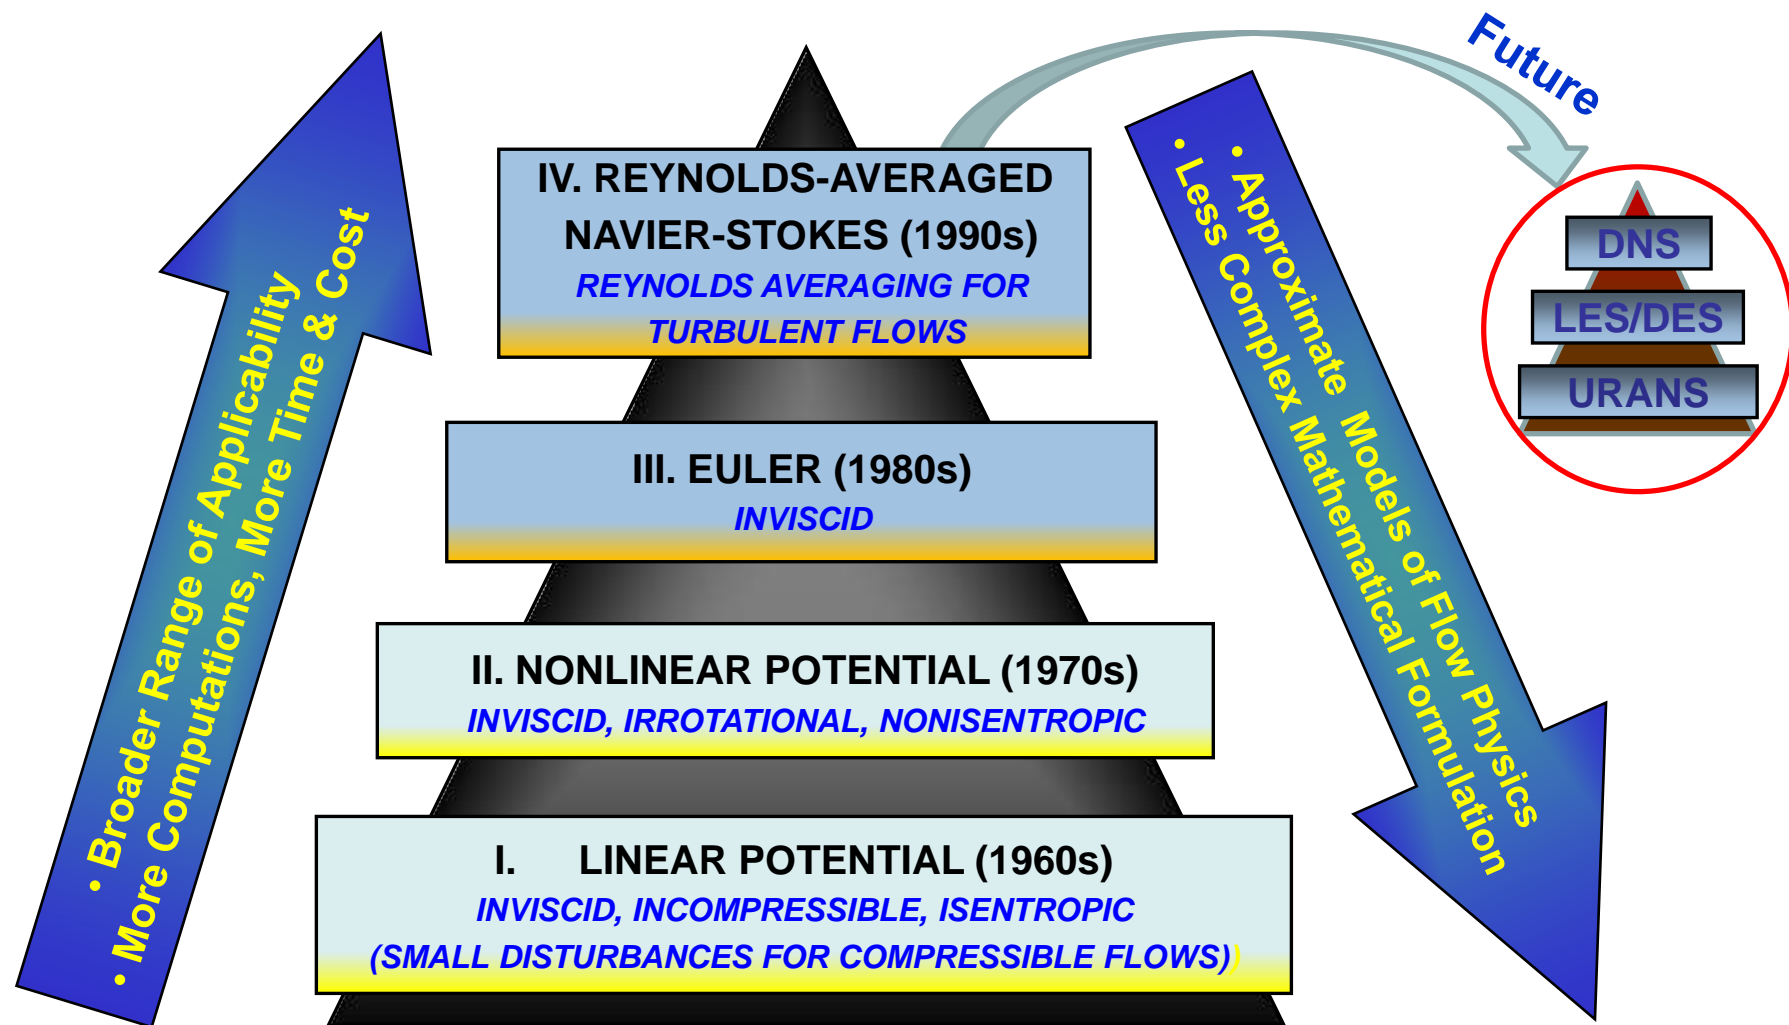 Future
IV. REYNOLDS-AVERAGED
NAVIER-STOKES (1990s)
REYNOLDS AVERAGING FOR
TURBULENT FLOWS
III. EULER (1980s)
INVISCID
II. NONLINEAR POTENTIAL (1970s)
INVISCID, IRROTATIONAL, NONISENTROPIC
I. LINEAR POTENTIAL (1960s)
INVISCID, INCOMPRESSIBLE, ISENTROPIC
(SMALL DISTURBANCES FOR COMPRESSIBLE FLOWS))
• Broader Range of Applicability
• More Computations, More Time & Cost
• Approximate Models of Flow Physics
• Less Complex Mathematical Formulation
DNS
LES/DES
URANS